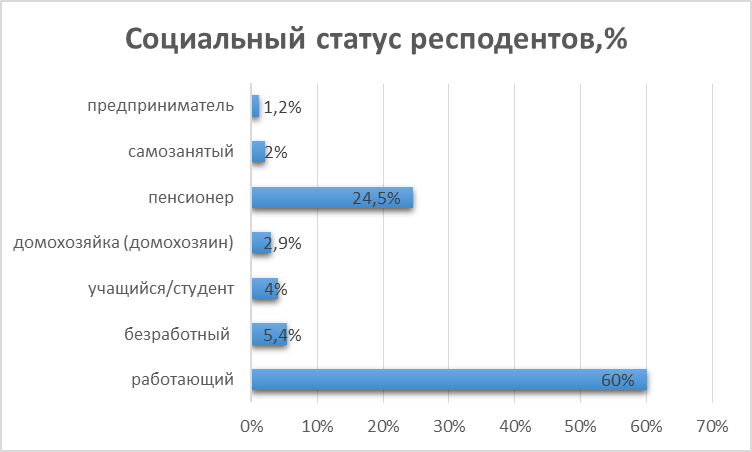 Социальный статус респодентов,%
предприниматель 1,2%
самозанятый 2%
пенсионер 24,5%
домохозяйка (домохозяин) 2,9%
учащийся/студент 4%
безработный 5,4%
работающий 60%
0% 10% 20% 30% 40% 50% 60% 70%